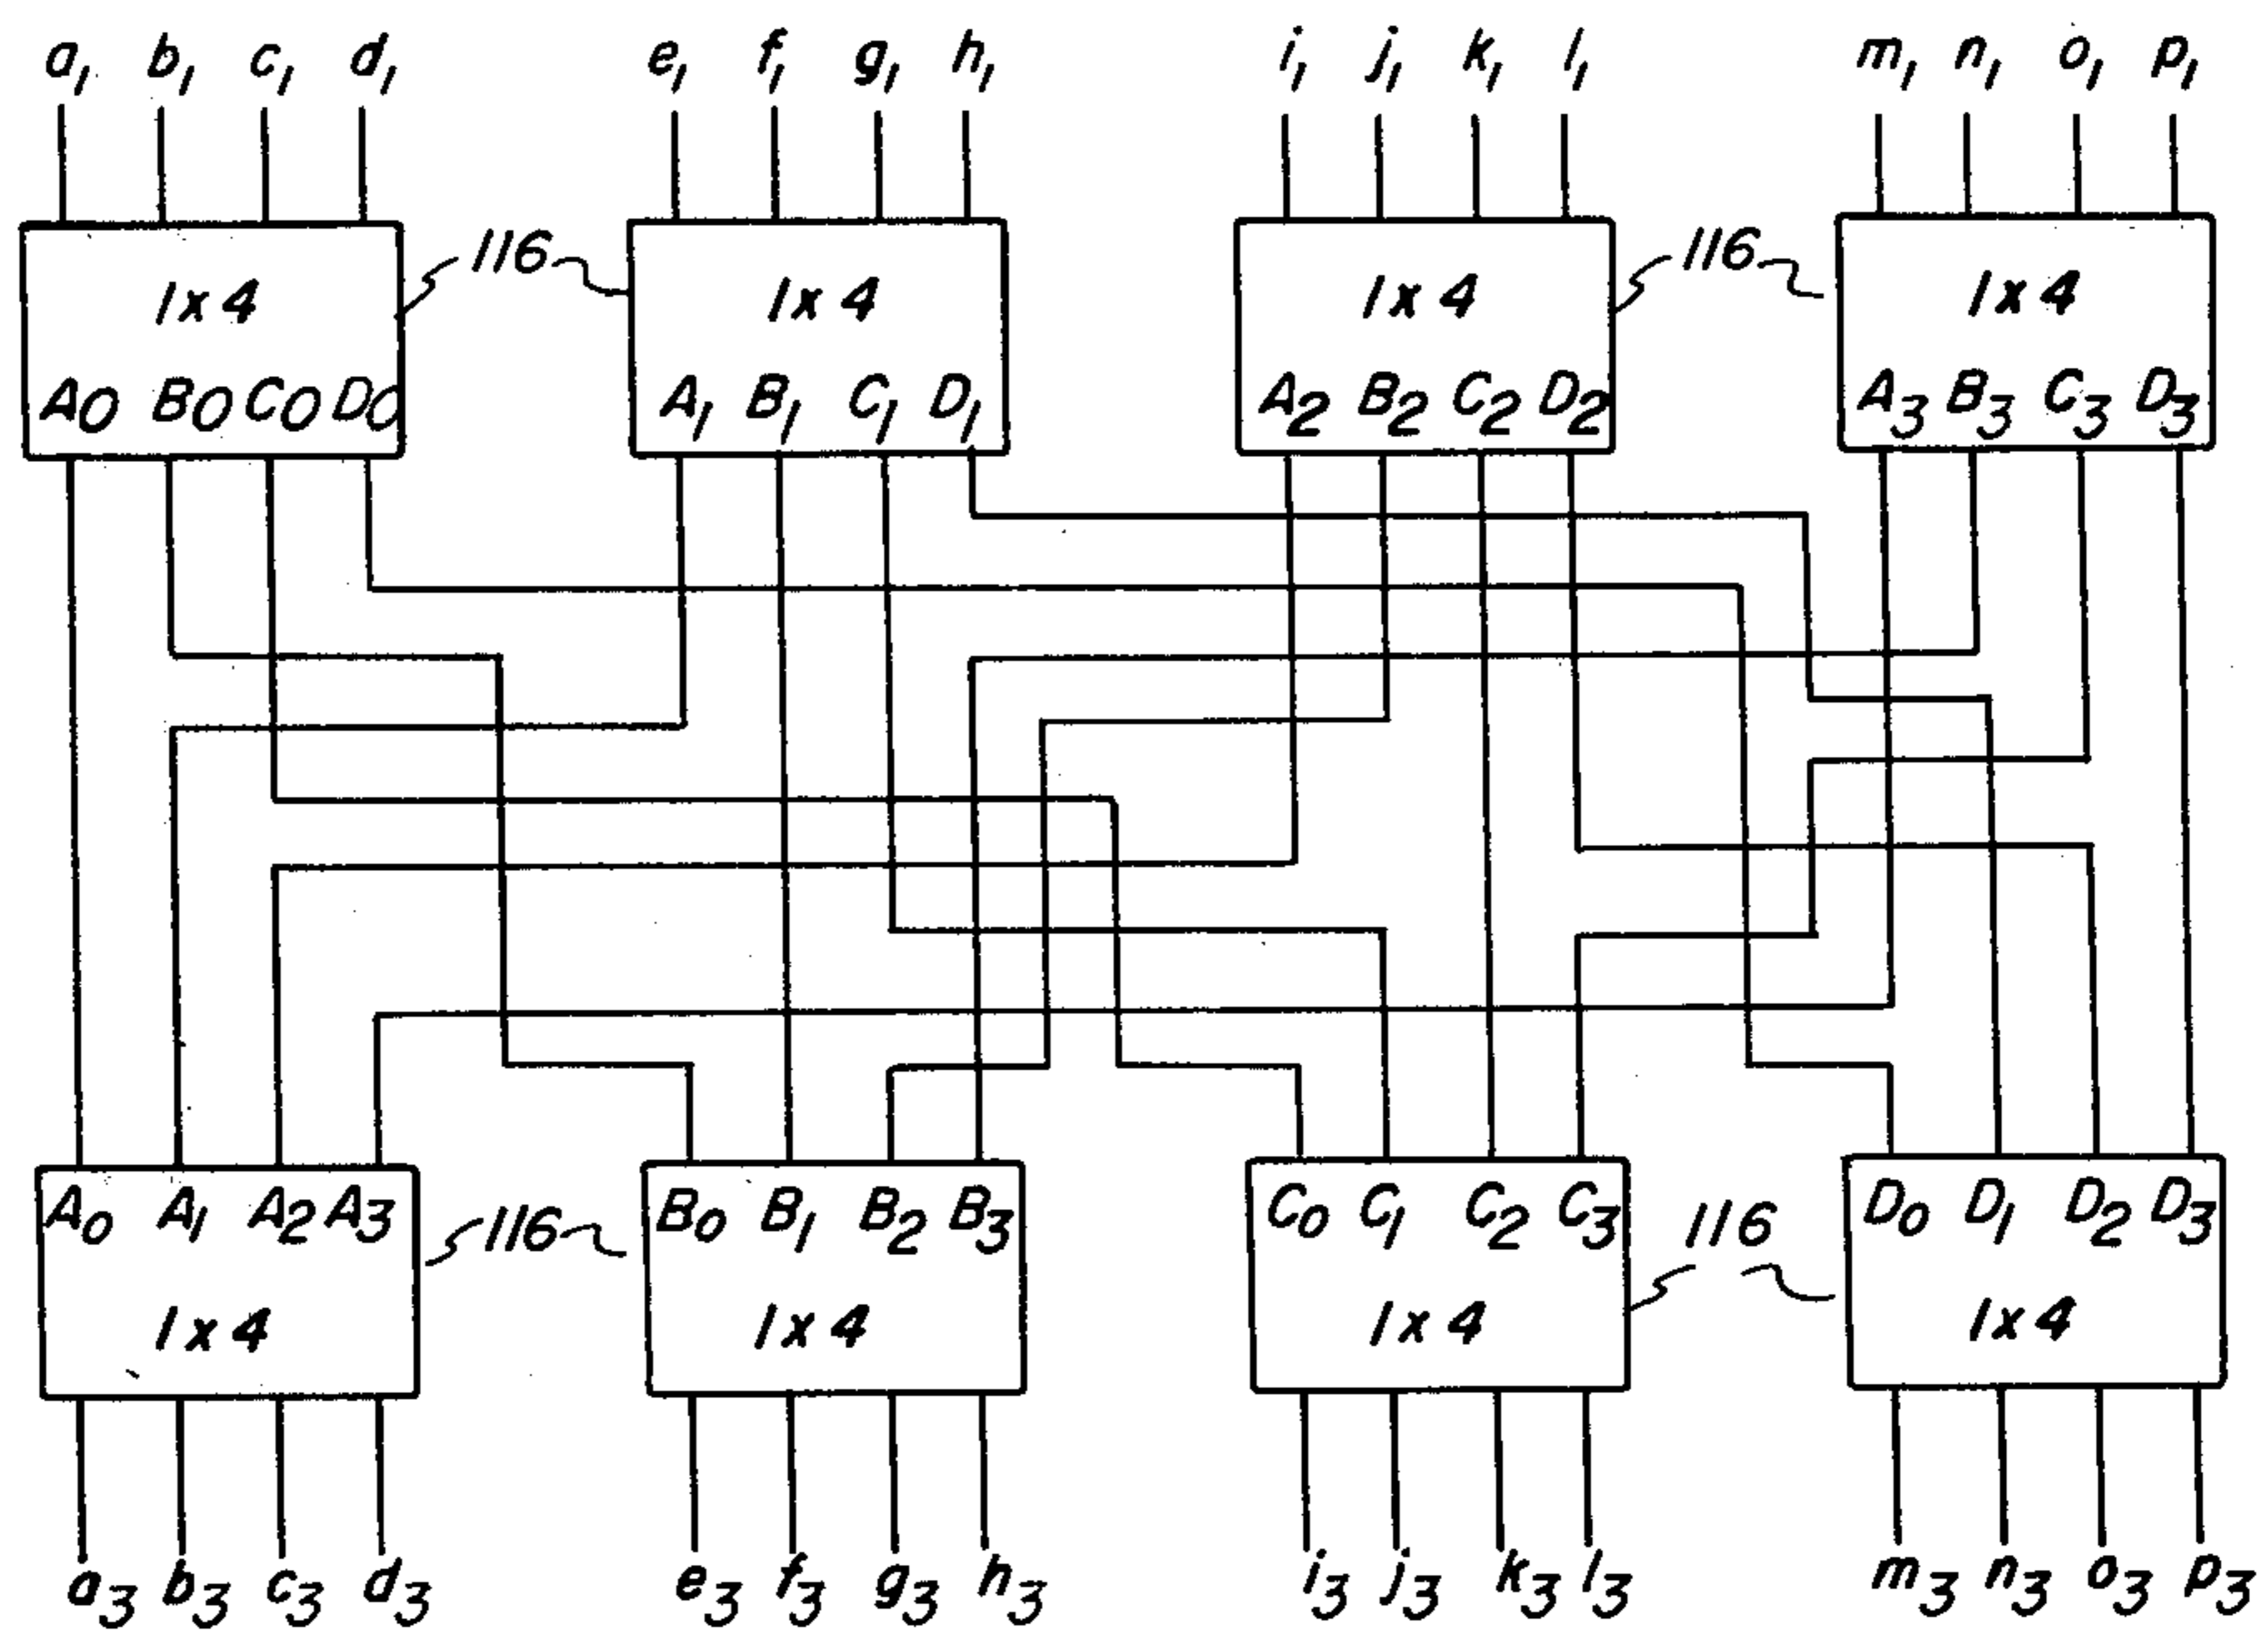 a1 b1 c1 d1 e1 f1 g1 h1 i1 j1 k1 l1 m1 n1 o1 p1
116 116
1x4 1x4 1x4 1x4
A0 B0 C0 D0 A1 B1 C1 D1 A2 B2 C2 D2 A3 B3 C3 D3
A0 A1 A2 A3 B0 B1 B2 B3 C0 C1 C2 C3 D0 D1 D2 D3
116 116
1x4 1x4 1x4 1x4
a3 b3 c3 d3 e3 f3 g3 h3 i3 j3 k3 l3 m3 n3 o3 p3